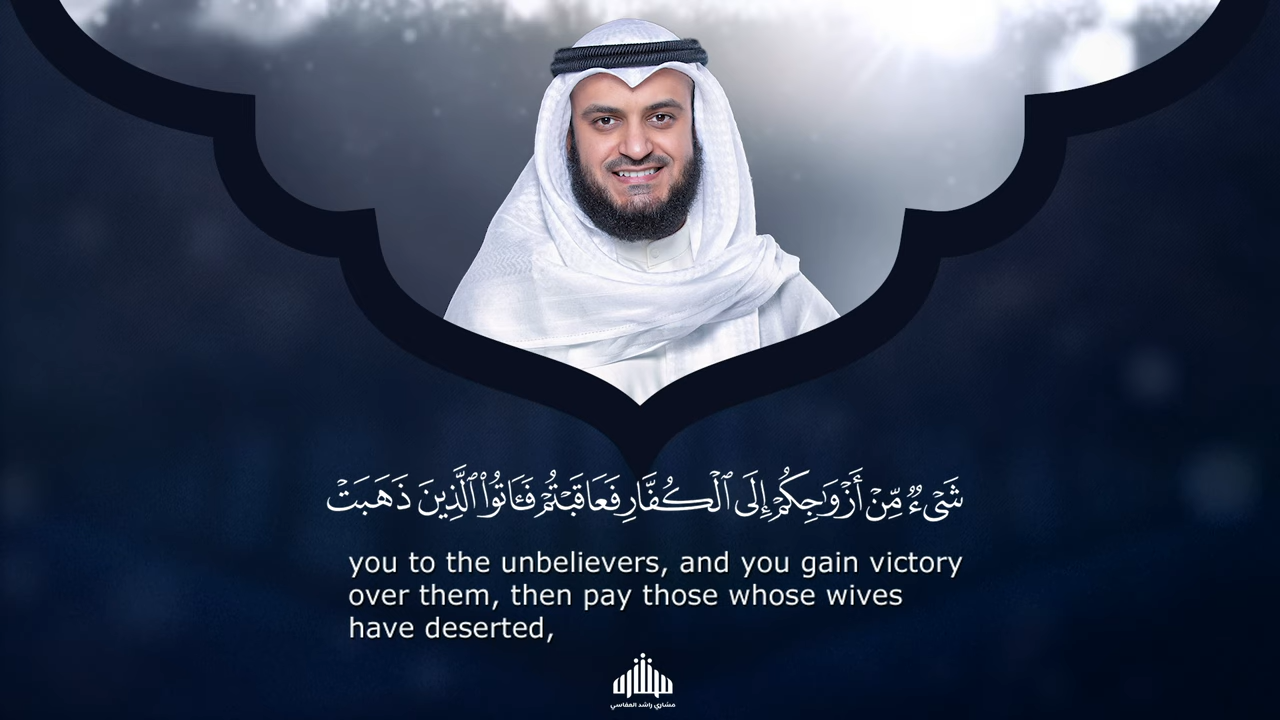 شَىْءٌ مِّنْ أَزْوَٰجِكُمْ إِلَى ٱلْكُفَّارِ فَعَاقَبْتُمْ فَـَٔاتُوا۟ ٱلَّذِينَ ذَهَبَتْ
you to the unbelievers, and you gain victory
over them, then pay those whose wives
have deserted,
مشاري راشد العفاسي